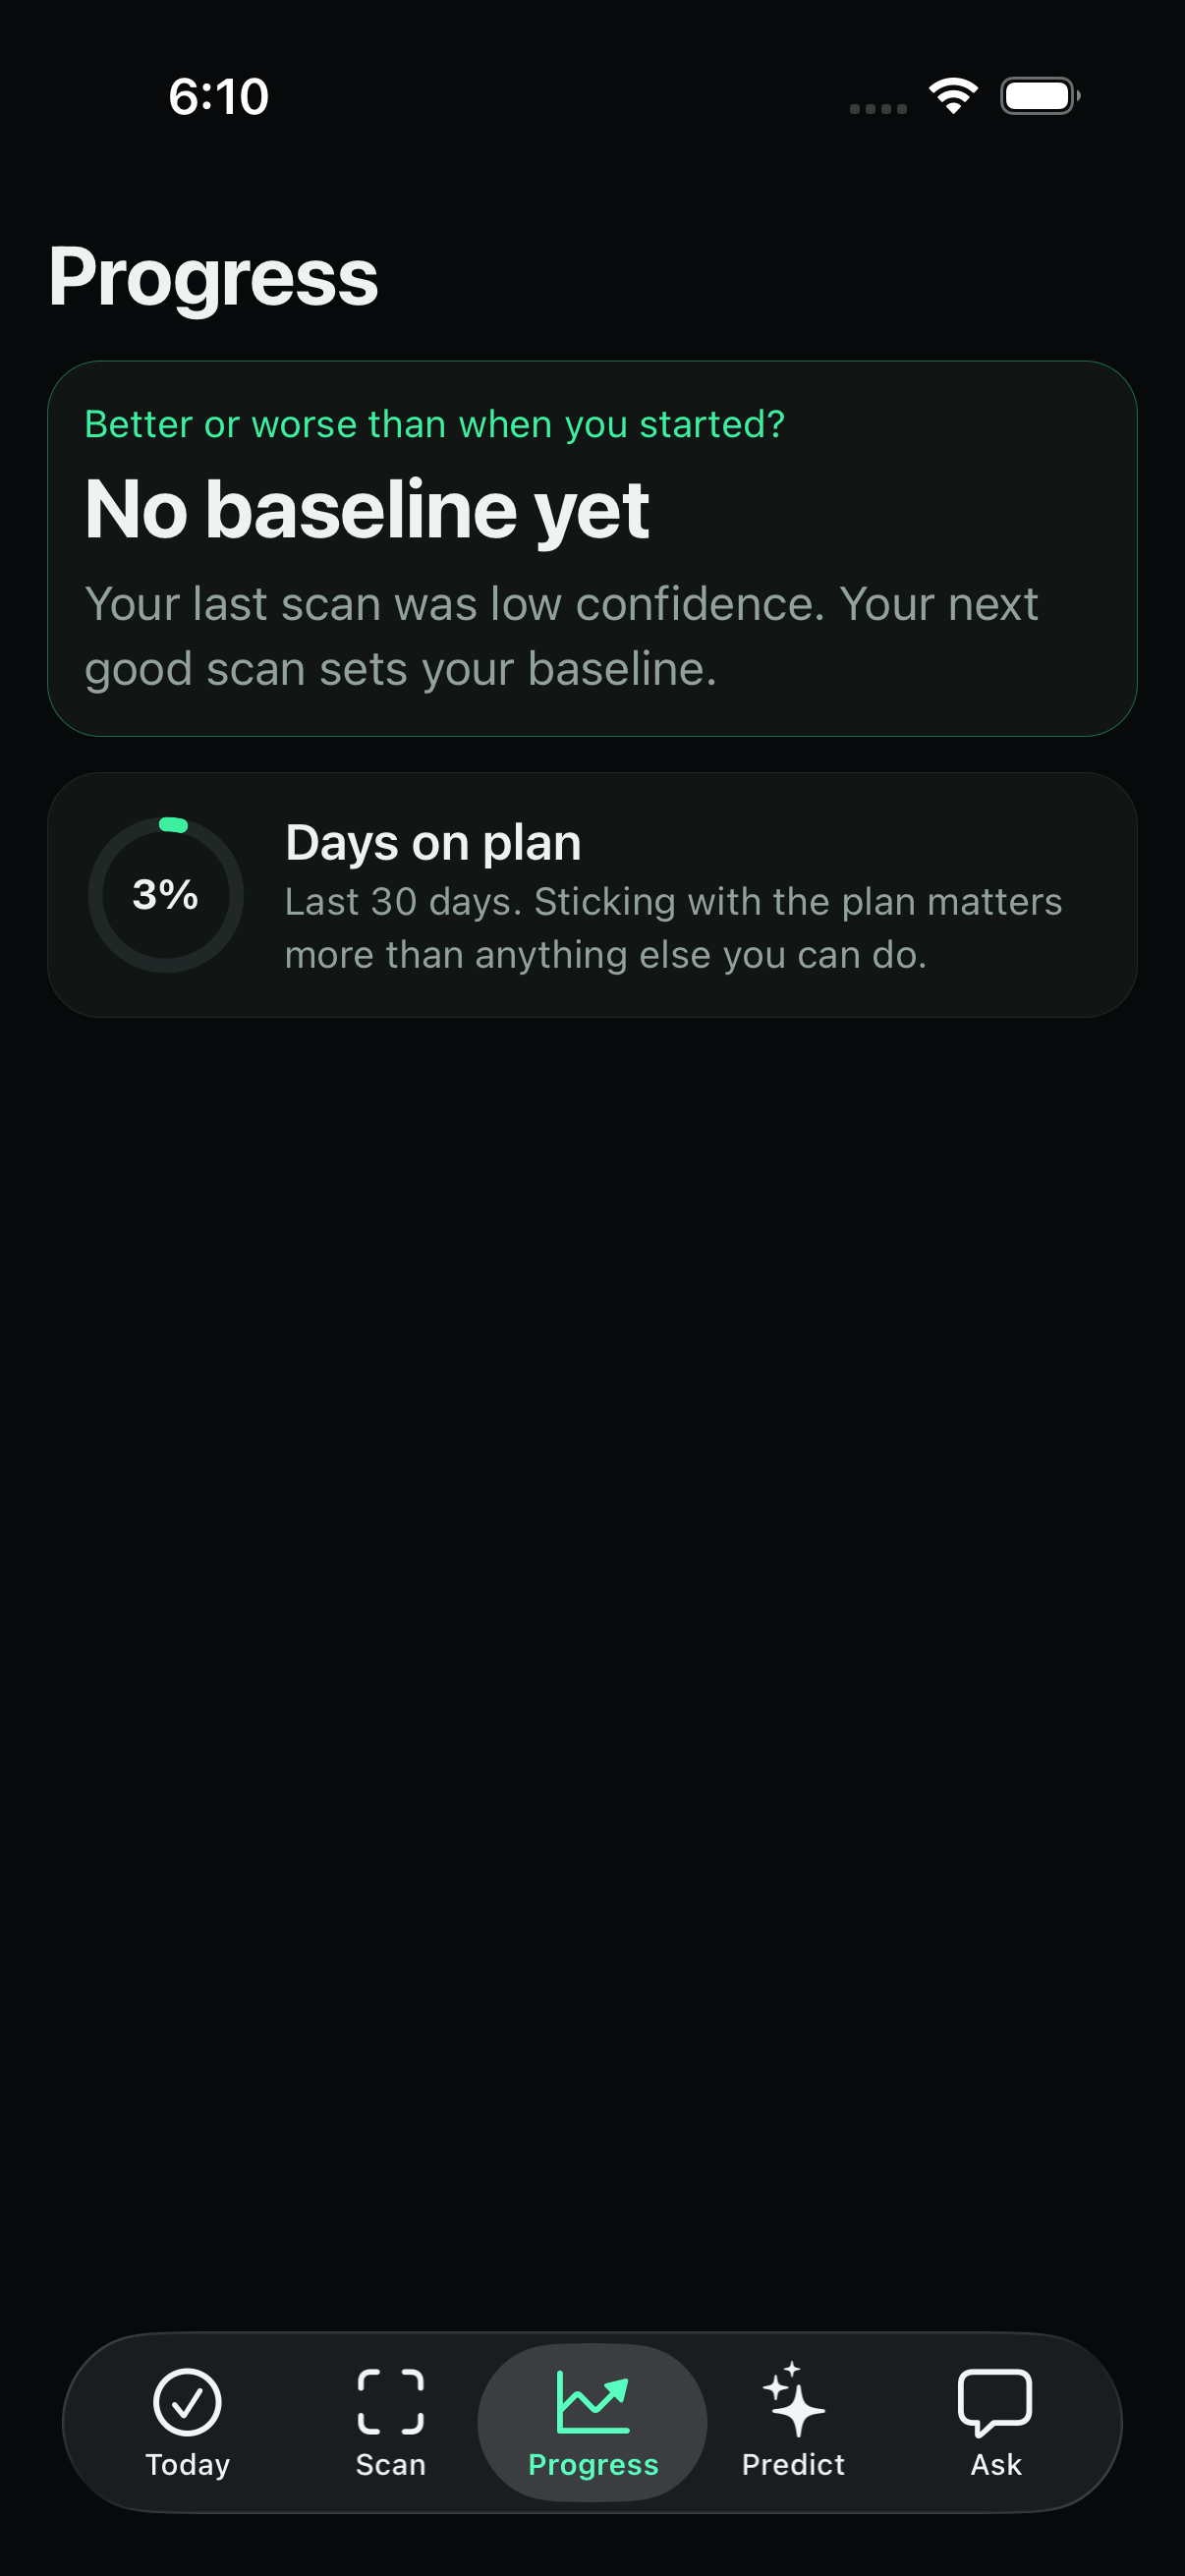 6:10
Progress
Better or worse than when you started?
No baseline yet
Your last scan was low confidence. Your next
good scan sets your baseline.
3%
Days on plan
Last 30 days. Sticking with the plan matters
more than anything else you can do.
Today
Scan
Progress
Predict
Ask